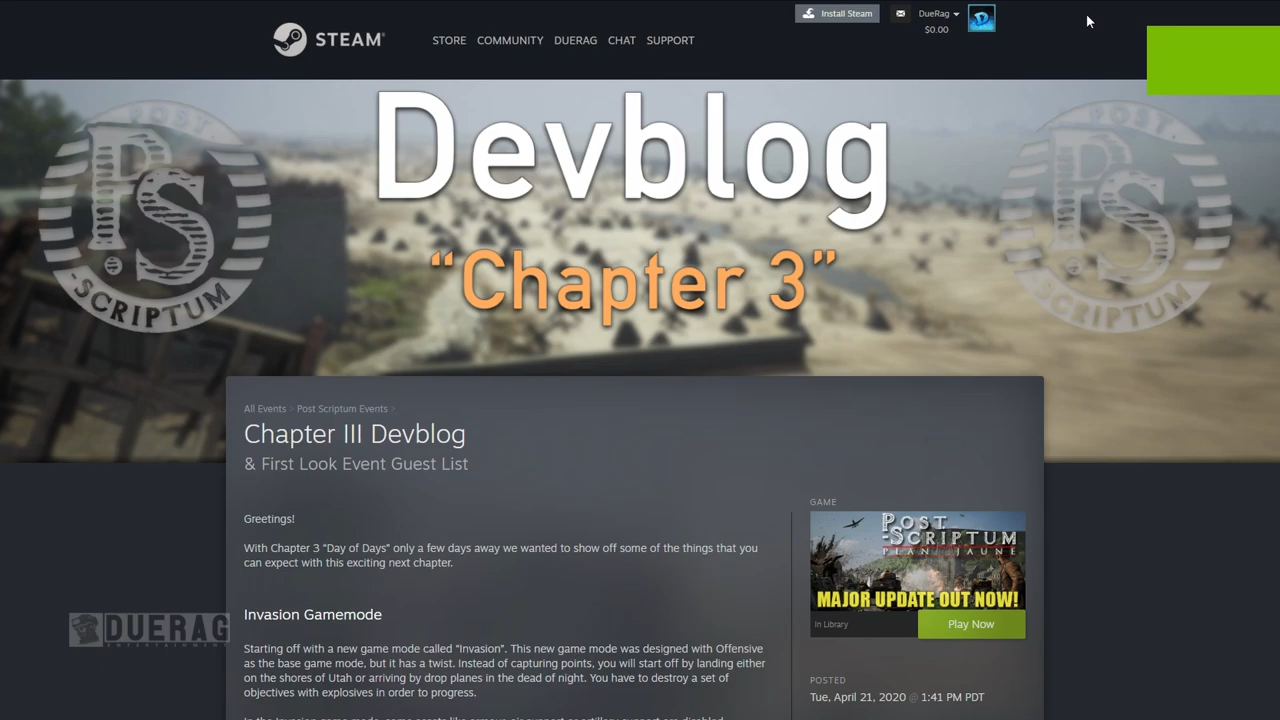 Install Steam
DueRag
$0.00
STEAM
STORE COMMUNITY DUERAG CHAT SUPPORT
Devblog
“Chapter 3”
POST
PS
-SCRIPTUM-
POST
PS
-SCRIPTUM-
All Events > Post Scriptum Events >
Chapter III Devblog
& First Look Event Guest List
Greetings!
With Chapter 3 "Day of Days" only a few days away we wanted to show off some of the things that you
can expect with this exciting next chapter.
Invasion Gamemode
Starting off with a new game mode called "Invasion". This new game mode was designed with Offensive
as the base game mode, but it has a twist. Instead of capturing points, you will start off by landing either
on the shores of Utah or arriving by drop planes in the dead of night. You have to destroy a set of
objectives with explosives in order to progress.
GAME
POST
SCRIPTUM
PLAN JAUNE
MAJOR UPDATE OUT NOW!
In Library
Play Now
POSTED
Tue, April 21, 2020 @ 1:41 PM PDT
DUERAG
ENTERTAINMENT